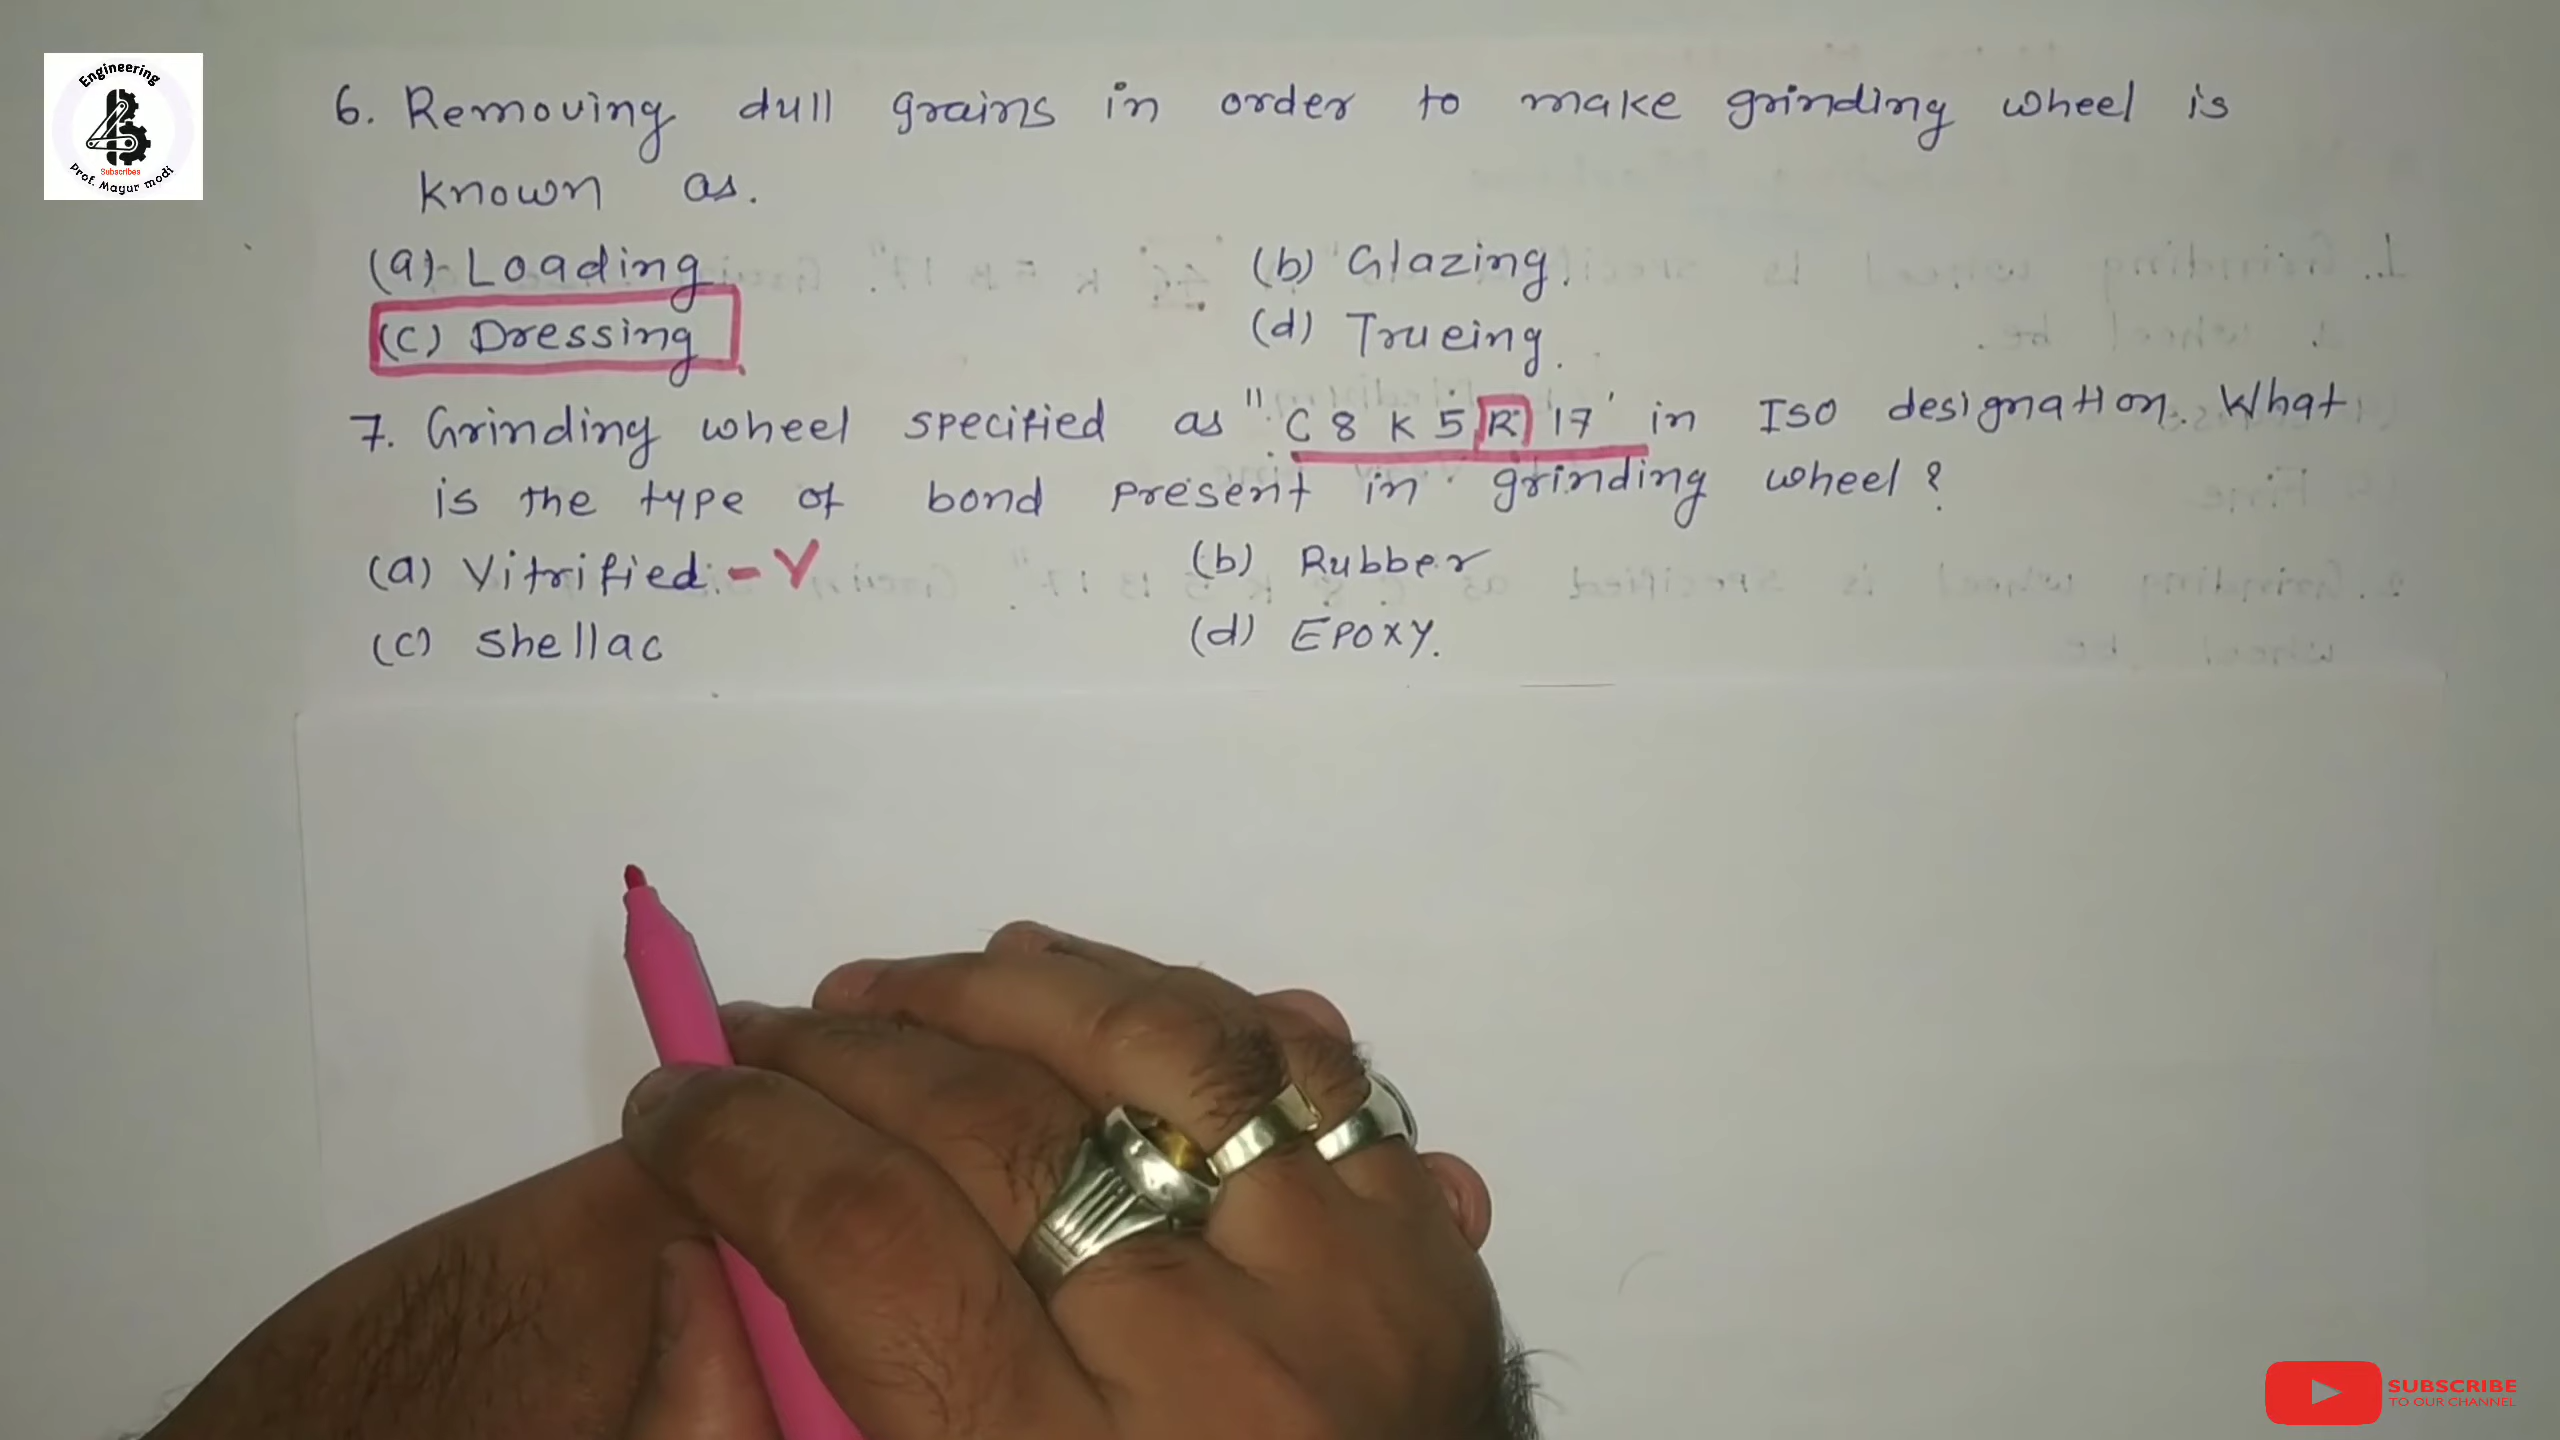 Engineering
Subscribes
Prof. Mayur modi
6. Removing dull grains in order to make grinding wheel is
known as.
(a) Loading
(b) Glazing.
(c) Dressing
(d) Trueing.
7. Grinding wheel specified as "C 8 K 5 R 17' in ISO designation. What
is the type of bond present in grinding wheel?
(a) Vitrified. - V
(b) Rubber
(c) Shellac
(d) Epoxy.
SUBSCRIBE
TO OUR CHANNEL